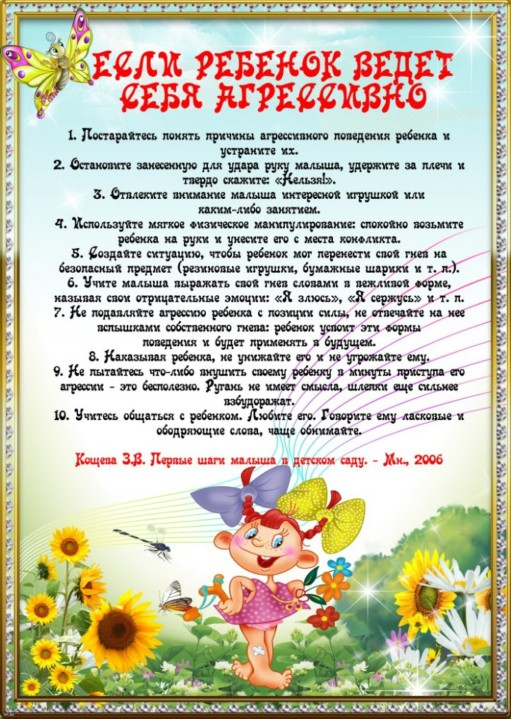 ЕСЛИ РЕБЕНОК ВЕДЕТ
СЕБЯ АГРЕССИВНО
1. Постарайтесь понять причины агрессивного поведения ребенка и
устраните их.
2. Остановите занесенную для удара руку малыша, удержите за плечи и
твердо скажите: «Нельзя!».
3. Отвлеките внимание малыша интересной игрушкой или
каким-либо занятием.
4. Используйте мягкое физическое манипулирование: спокойно возьмите
ребенка на руки и унесите его с места конфликта.
5. Создайте ситуацию, чтобы ребенок мог перенести свой гнев на
безопасный предмет (резиновые игрушки, бумажные шарики и т. п.).
6. Учите малыша выражать свой гнев словами в вежливой форме,
называя свои отрицательные эмоции: «Я злюсь», «Я сержусь» и т. п.
7. Не подавляйте агрессию ребенка с позиции силы, не отвечайте на нее
вспышками собственного гнева: ребенок усвоит эти формы
поведения и будет применять в будущем.
8. Наказывая ребенка, не унижайте его и не угрожайте ему.
9. Не пытайтесь что-либо внушить своему ребенку в минуты приступа его
агрессии - это бесполезно. Ругань не имеет смысла, шлепки еще сильнее
взбудоражат.
10. Учитесь общаться с ребенком. Любите его. Говорите ему ласковые и
ободряющие слова, чаще обнимайте.
Кощева З.В. Первые шаги малыша в детском саду. - Мн., 2006